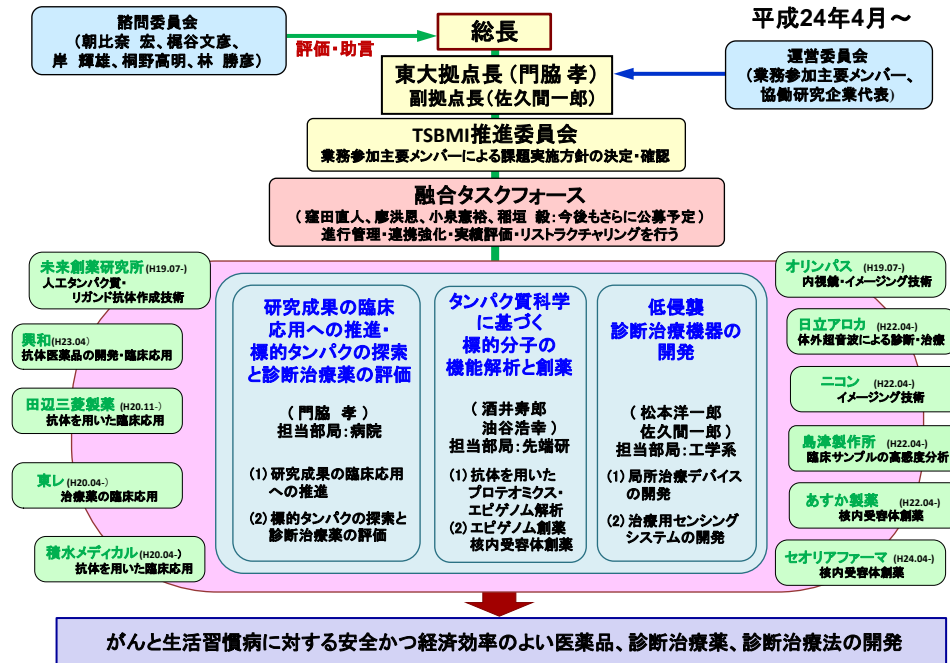 諮問委員会
(朝比奈 宏、梶谷文彦、
岸 輝雄、桐野高明、林 勝彦)
評価・助言
総長
平成24年4月～
東大拠点長（門脇 孝）
副拠点長（佐久間一郎）
運営委員会
(業務参加主要メンバー、
協働研究企業代表)
TSBMI推進委員会
業務参加主要メンバーによる課題実施方針の決定・確認
融合タスクフォース
（窪田直人、廖洪恩、小泉憲裕、稲垣 毅：今後もさらに公募予定）
進行管理・連携強化・実績評価・リストラクチャリングを行う
未来創薬研究所(H19.07-)
人工タンパク質・
リガンド抗体作成技術
興和(H23.04)
抗体医薬品の開発・臨床応用
田辺三菱製薬(H20.11-)
抗体を用いた臨床応用
東レ(H20.04-)
治療薬の臨床応用
積水メディカル(H20.04-)
抗体を用いた臨床応用
研究成果の臨床
応用への推進・
標的タンパクの探索
と診断治療薬の評価
（門脇 孝）
担当部局：病院
(1) 研究成果の臨床応用
への推進
(2) 標的タンパクの探索と
診断治療薬の評価
タンパク質科学
に基づく
標的分子の
機能解析と創薬
（酒井寿郎
油谷浩幸）
担当部局：先端研
(1) 抗体を用いた
プロテオミクス・
エピゲノム解析
(2) エピゲノム創薬
核内受容体創薬
低侵襲
診断治療機器の
開発
（松本洋一郎
佐久間一郎）
担当部局：工学系
(1) 局所治療デバイス
の開発
(2) 治療用センシング
システムの開発
オリンパス(H19.07-)
内視鏡・イメージング技術
日立アロカ(H22.04-)
体外超音波による診断・治療
ニコン(H22.04-)
イメージング技術
島津製作所(H22.04-)
臨床サンプルの高感度分析
あすか製薬(H22.04-)
核内受容体創薬
セオリアファーマ(H24.04-)
核内受容体創薬
がんと生活習慣病に対する安全かつ経済効率のよい医薬品、診断治療薬、診断治療法の開発